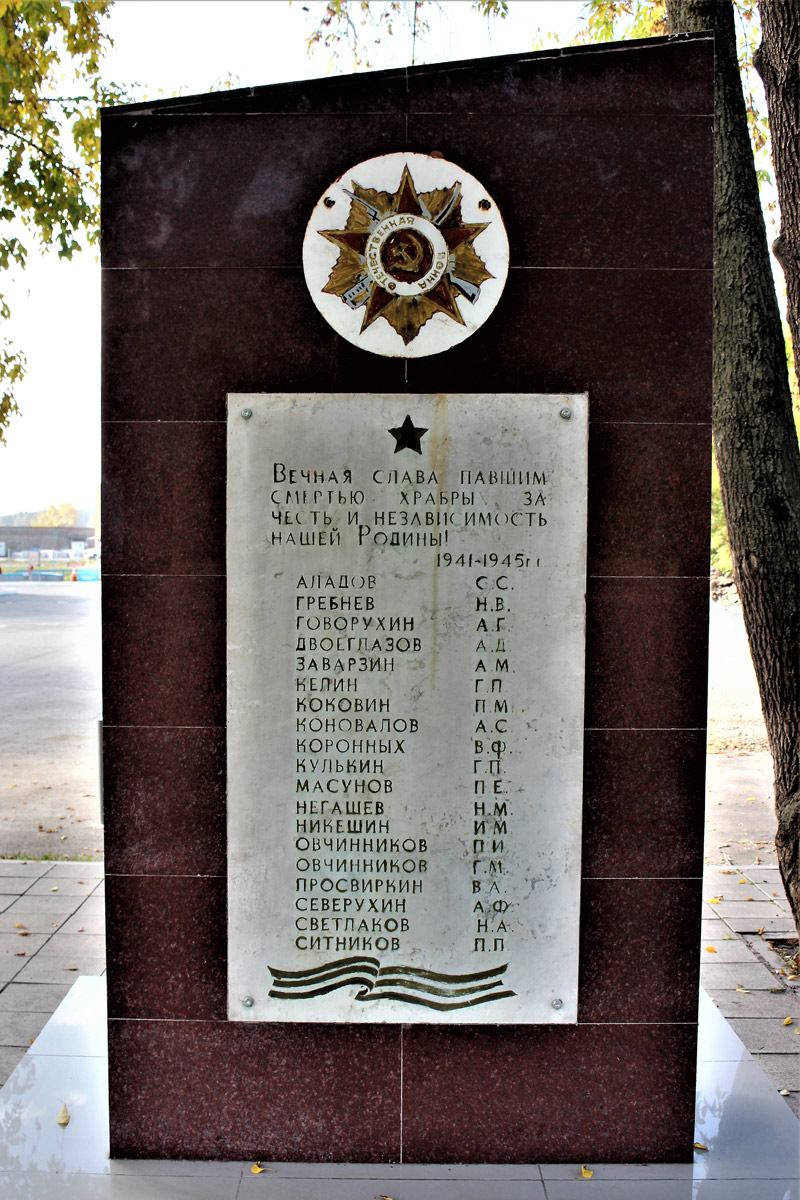 ОТЕЧЕСТВЕННАЯ ВОЙНА
ВЕЧНАЯ СЛАВА ПАВШИМ
СМЕРТЬЮ ХРАБРЫХ ЗА
ЧЕСТЬ И НЕЗАВИСИМОСТЬ
НАШЕЙ РОДИНЫ!
1941-1945гг
АЛАДОВ С.С.
ГРЕБНЕВ Н.В.
ГОВОРУХИН А.Г.
ДВОЕГЛАЗОВ А.Д.
ЗАВАРЗИН А.М.
КЕЛИН Г.П.
КОКОВИН П.М
КОНОВАЛОВ А.С
КОРОННЫХ В.Ф.
КУЛЬКИН Г.П.
МАСУНОВ П.Е.
НЕГАШЕВ Н.М.
НИКЕШИН И.М
ОВЧИННИКОВ П.И
ОВЧИННИКОВ Г.М.
ПРОСВИРКИН В.А.
СЕВЕРУХИН А.Ф.
СВЕТЛАКОВ Н.А.
СИТНИКОВ П.П